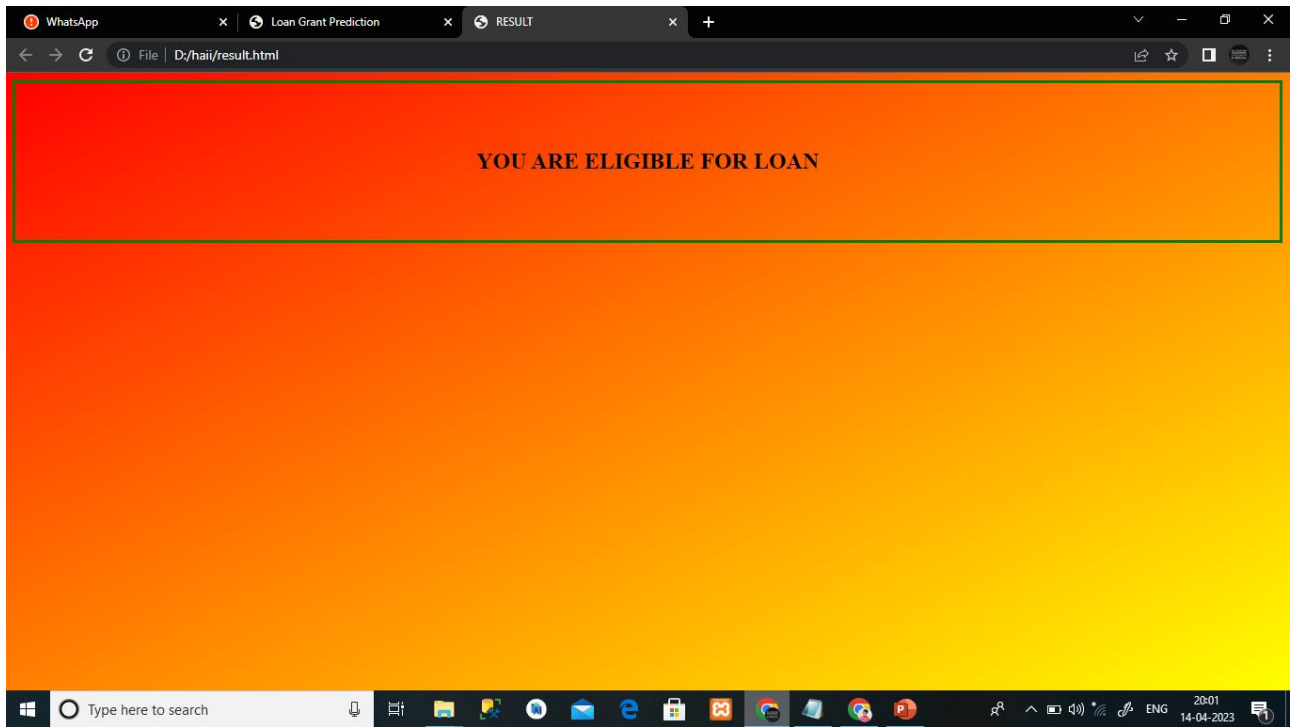 WhatsApp
Loan Grant Prediction
RESULT
File D:/haii/result.html
YOU ARE ELIGIBLE FOR LOAN
Type here to search
ENG
20:01
14-04-2023
1